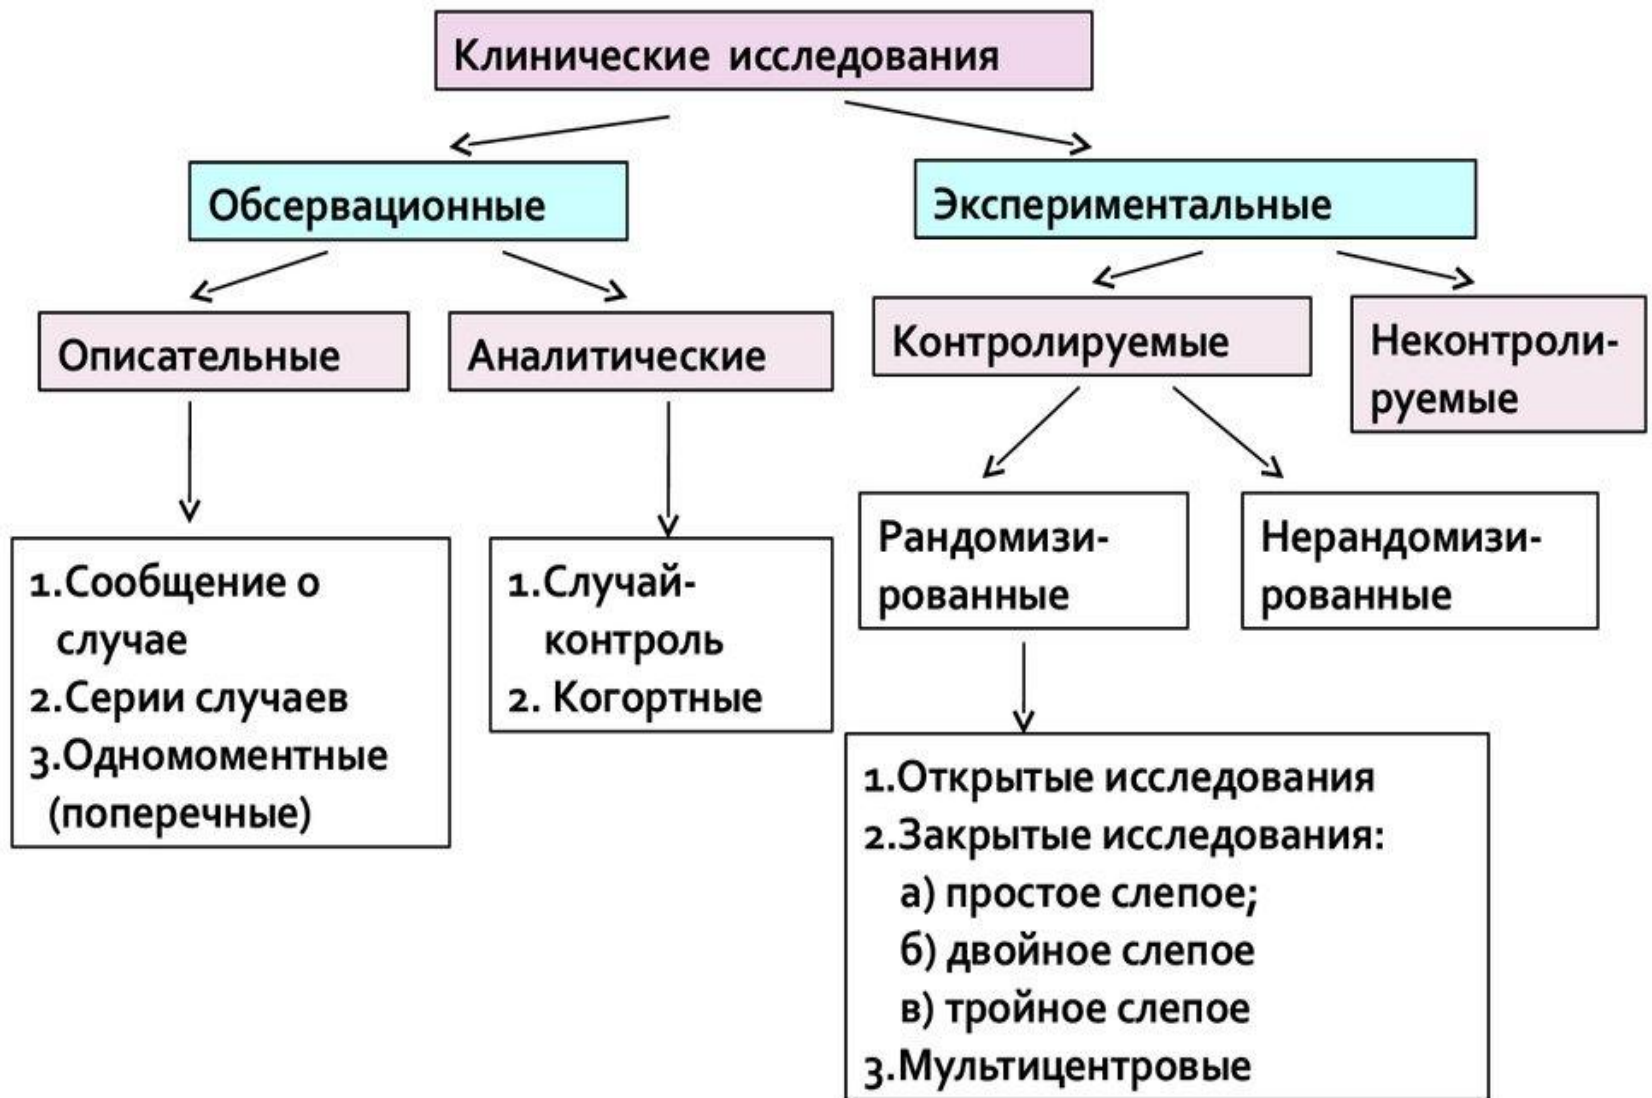 Клинические исследования
Обсервационные
Экспериментальные
Описательные
Аналитические
Контролируемые
Неконтроли-
руемые
Рандомизи-
рованные
Нерандомизи-
рованные
1.Сообщение о
случае
2.Серии случаев
3.Одномоментные
(поперечные)
1.Случай-
контроль
2. Когортные
1.Открытые исследования
2.Закрытые исследования:
а) простое слепое;
б) двойное слепое
в) тройное слепое
3.Мультицентровые